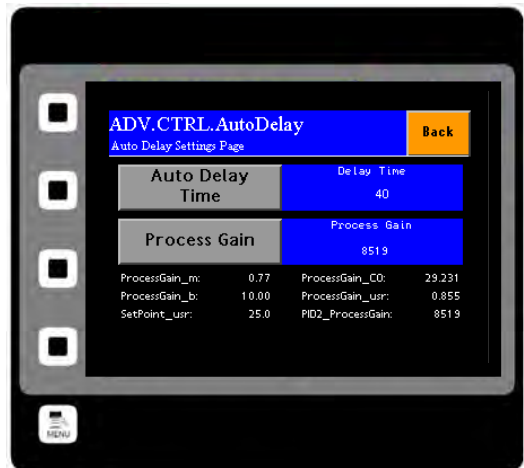 ADV.CTRL.AutoDelay
Auto Delay Settings Page
Back
Auto Delay
Time
Delay Time
40
Process Gain
Process Gain
8519
ProcessGain_m: 0.77 ProcessGain_CO: 29.231
ProcessGain_b: 10.00 ProcessGain_usr: 0.855
SetPoint_usr: 25.0 PID2_ProcessGain: 8519
MENU